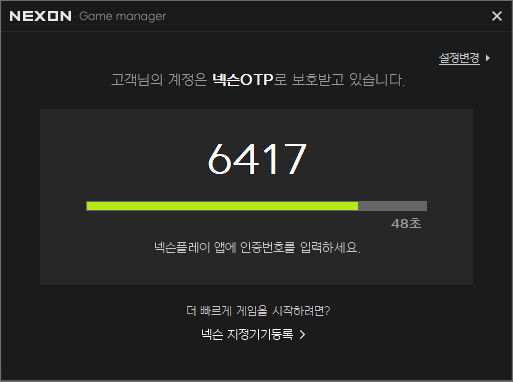 NEXON Game manager
설정변경
고객님의 계정은 넥슨OTP로 보호받고 있습니다.
6417
48초
넥슨플레이 앱에 인증번호를 입력하세요.
더 빠르게 게임을 시작하려면?
넥슨 지정기기등록 >